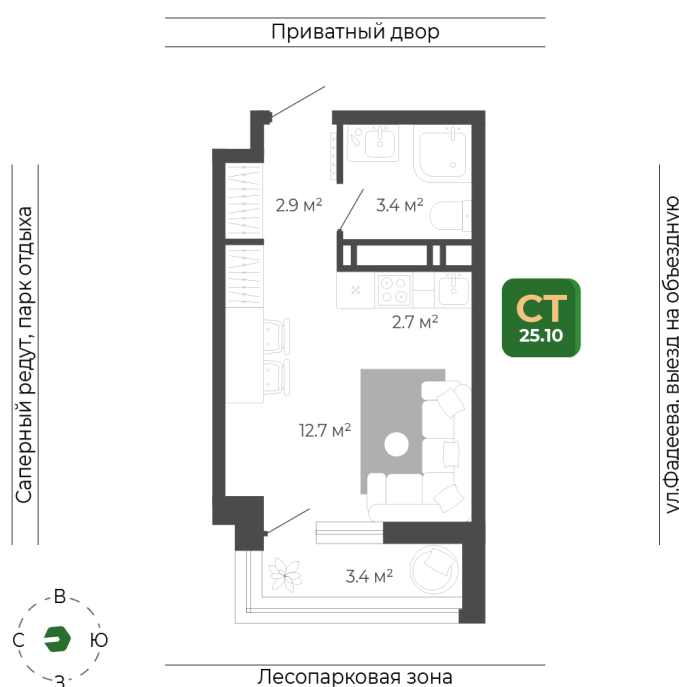 Приватный двор
Саперный редут, парк отдыха
2.9 м²
3.4 м²
2.7 м²
12.7 м²
3.4 м²
СТ
25.10
ул.Фадеева, выезд на объездную
В
С
Ю
З
Лесопарковая зона